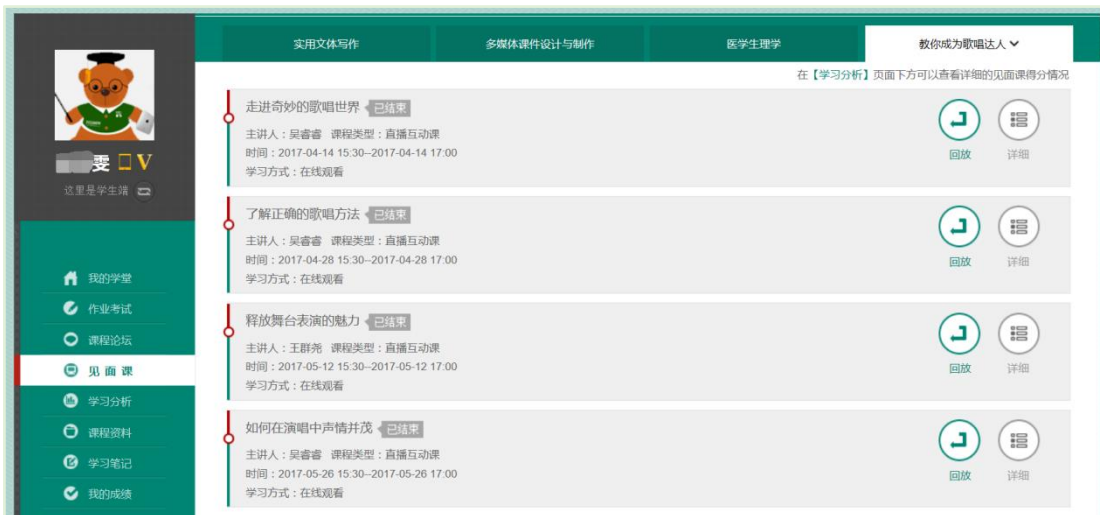 实用文体写作
多媒体课件设计与制作
医学生理学
教你成为歌唱达人
在【学习分析】页面下方可以查看详细的见面课得分情况
雯 V
这里是学生端
我的学堂
作业考试
课程论坛
见面课
学习分析
课程资料
学习笔记
我的成绩
走进奇妙的歌唱世界 已结束
主讲人：吴睿睿 课程类型：直播互动课
时间：2017-04-14 15:30--2017-04-14 17:00
学习方式：在线观看
回放 详细
了解正确的歌唱方法 已结束
主讲人：吴睿睿 课程类型：直播互动课
时间：2017-04-28 15:30--2017-04-28 17:00
学习方式：在线观看
回放 详细
释放舞台表演的魅力 已结束
主讲人：王群尧 课程类型：直播互动课
时间：2017-05-12 15:30--2017-05-12 17:00
学习方式：在线观看
回放 详细
如何在演唱中声情并茂 已结束
主讲人：吴睿睿 课程类型：直播互动课
时间：2017-05-26 15:30--2017-05-26 17:00
学习方式：在线观看
回放 详细